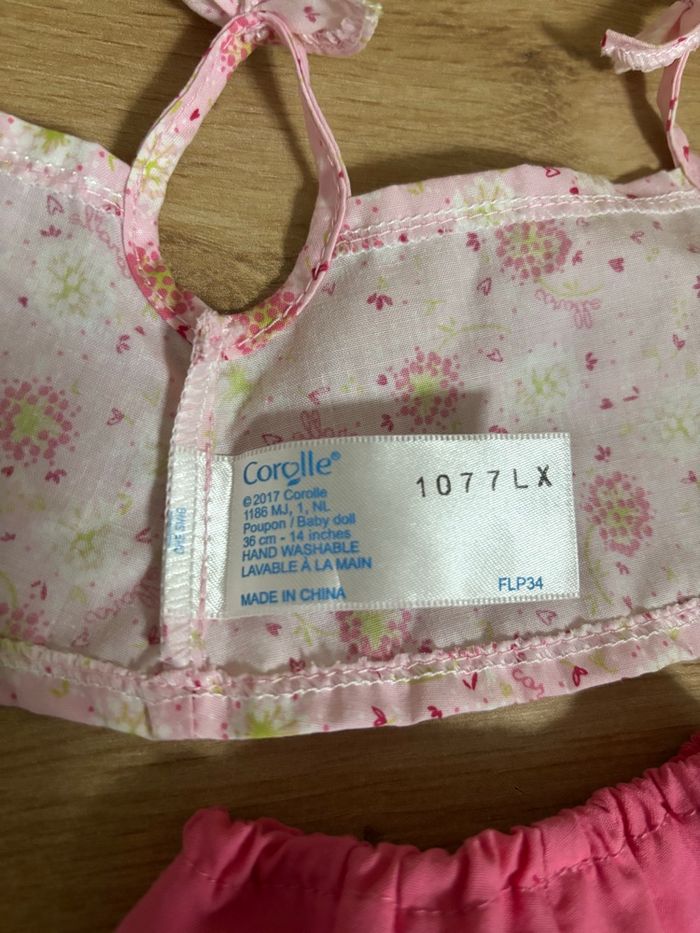 Corolle®
1077LX
©2017 Corolle
1186 MJ, 1, NL
Poupon / Baby doll
36 cm - 14 inches
HAND WASHABLE
LAVABLE À LA MAIN
MADE IN CHINA
FLP34